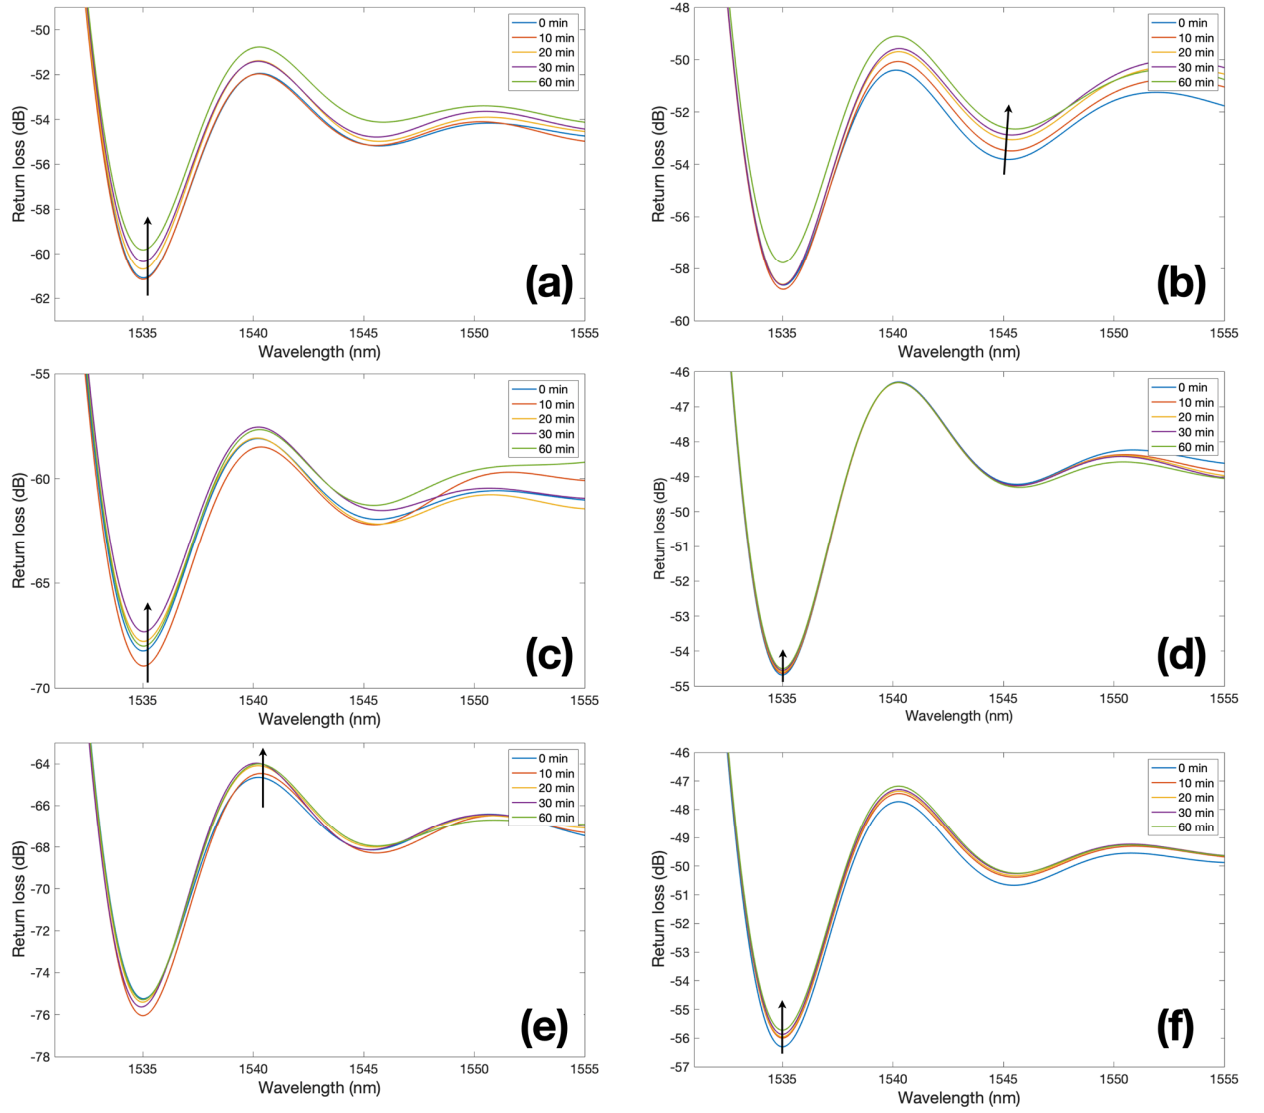 -50
-52
-54
-56
-58
-60
-62
Return loss (dB)
0 min
10 min
20 min
30 min
60 min
(a)
1535
1540
1545
1550
1555
Wavelength (nm)
-48
-50
-52
-54
-56
-58
-60
Return loss (dB)
0 min
10 min
20 min
30 min
60 min
(b)
1535
1540
1545
1550
1555
Wavelength (nm)
-55
-60
-65
-70
Return loss (dB)
0 min
10 min
20 min
30 min
60 min
(c)
1535
1540
1545
1550
1555
Wavelength (nm)
-46
-47
-48
-49
-50
-51
-52
-53
-54
-55
Return loss (dB)
0 min
10 min
20 min
30 min
60 min
(d)
1535
1540
1545
1550
1555
Wavelength (nm)
-64
-66
-68
-70
-72
-74
-76
-78
Return loss (dB)
0 min
10 min
20 min
30 min
60 min
(e)
1535
1540
1545
1550
1555
Wavelength (nm)
-46
-47
-48
-49
-50
-51
-52
-53
-54
-55
-56
-57
Return loss (dB)
0 min
10 min
20 min
30 min
60 min
(f)
1535
1540
1545
1550
1555
Wavelength (nm)